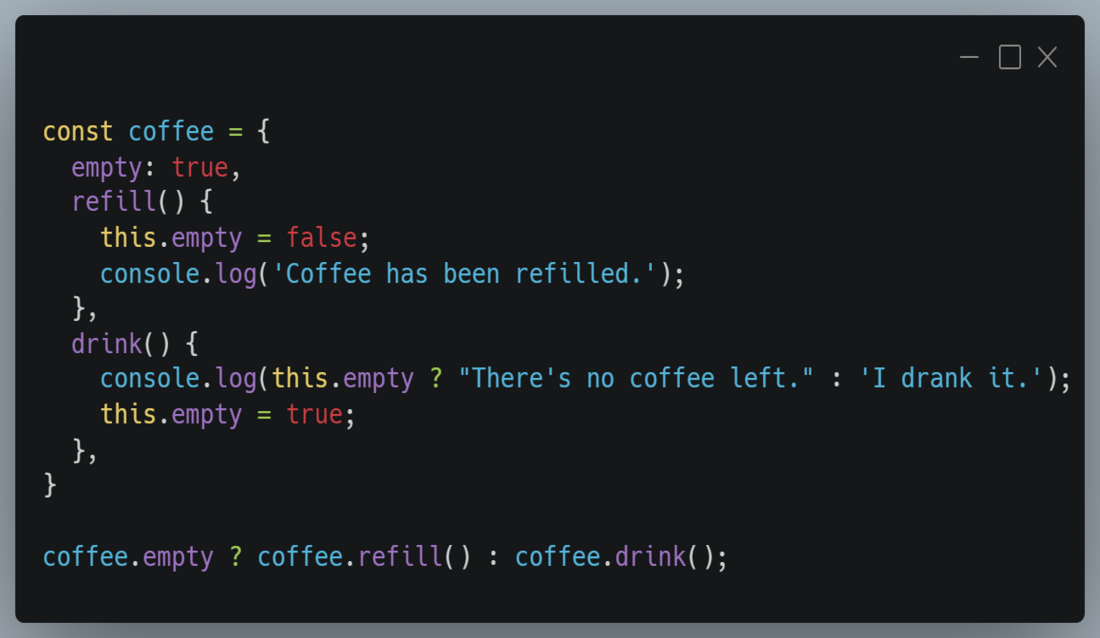 const coffee = {
  empty: true,
  refill() {
    this.empty = false;
    console.log('Coffee has been refilled.');
  },
  drink() {
    console.log(this.empty ? "There's no coffee left." : 'I drank it.');
    this.empty = true;
  },
}

coffee.empty ? coffee.refill() : coffee.drink();